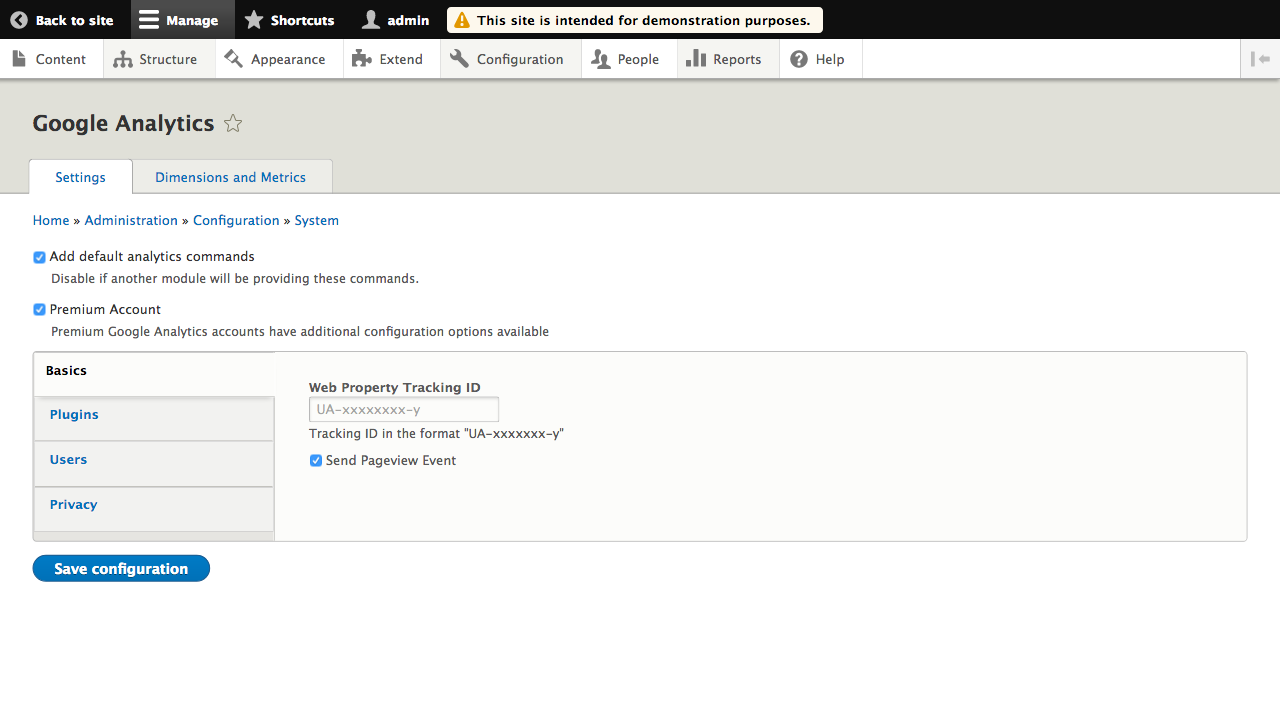 Back to site Manage Shortcuts admin This site is intended for demonstration purposes.
Content Structure Appearance Extend Configuration People Reports Help
Google Analytics
Settings Dimensions and Metrics
Home » Administration » Configuration » System
Add default analytics commands
Disable if another module will be providing these commands.
Premium Account
Premium Google Analytics accounts have additional configuration options available
Basics
Plugins
Users
Privacy
Web Property Tracking ID
UA-xxxxxxxx-y
Tracking ID in the format "UA-xxxxxxx-y"
Send Pageview Event
Save configuration